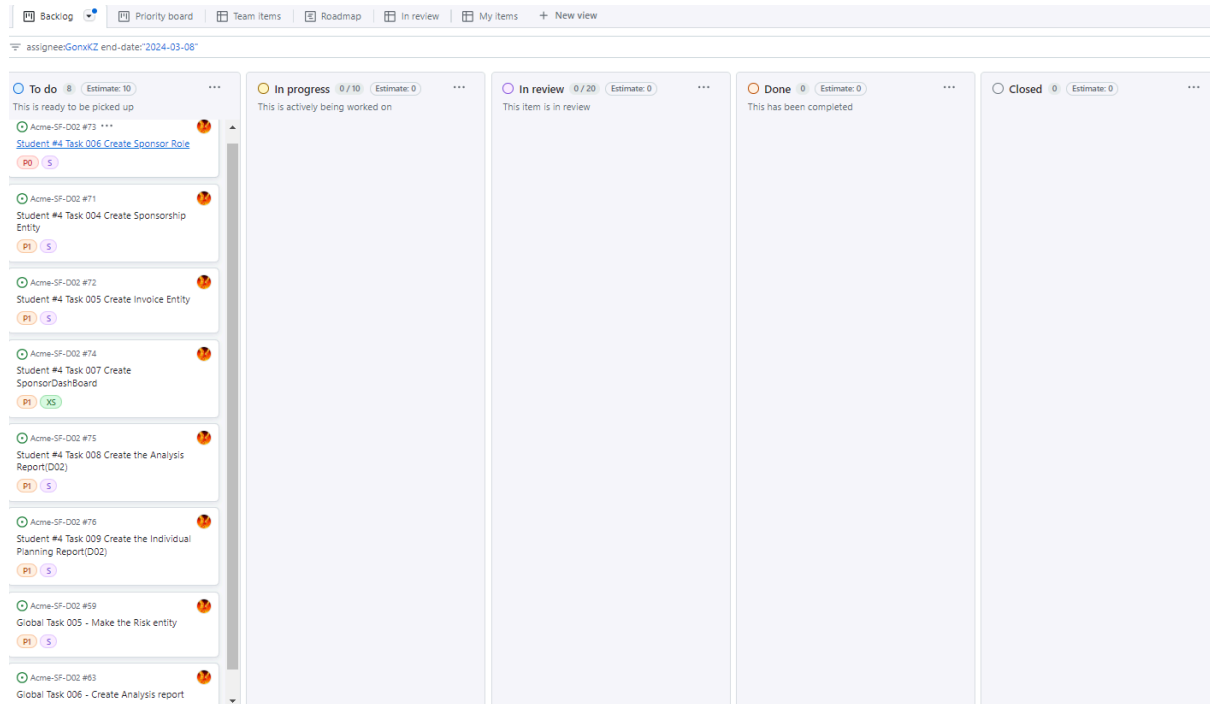 Backlog Priority board Team items Roadmap In review My items + New view
assignee:GonxKZ end-date:"2024-03-08"
To do 8 Estimate: 10 ...
This is ready to be picked up
Acme-SF-D02 #73 ...
Student #4 Task 006 Create Sponsor Role
P0 S
Acme-SF-D02 #71
Student #4 Task 004 Create Sponsorship
Entity
P1 S
Acme-SF-D02 #72
Student #4 Task 005 Create Invoice Entity
P1 S
Acme-SF-D02 #74
Student #4 Task 007 Create
SponsorDashBoard
P1 XS
Acme-SF-D02 #75
Student #4 Task 008 Create the Analysis
Report(D02)
P1 S
Acme-SF-D02 #76
Student #4 Task 009 Create the Individual
Planning Report(D02)
P1 S
Acme-SF-D02 #59
Global Task 005 - Make the Risk entity
P1 S
Acme-SF-D02 #63
Global Task 006 - Create Analysis report
In progress 0/10 Estimate: 0 ...
This is actively being worked on
In review 0/20 Estimate: 0 ...
This item is in review
Done 0 Estimate: 0 ...
This has been completed
Closed 0 Estimate: 0 ...